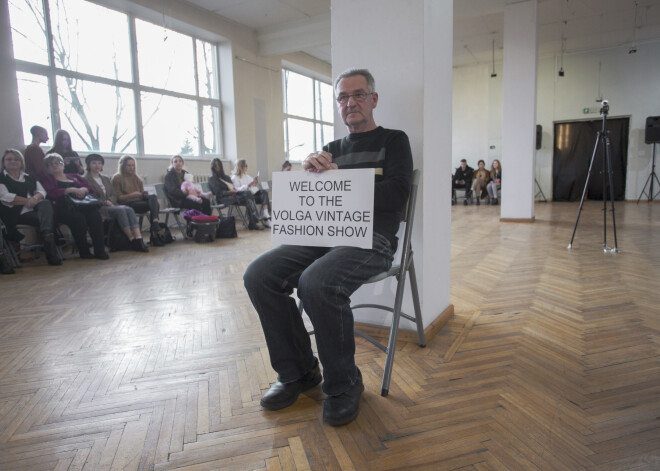 WELCOME
TO THE
VOLGA VINTAGE
FASHION SHOW